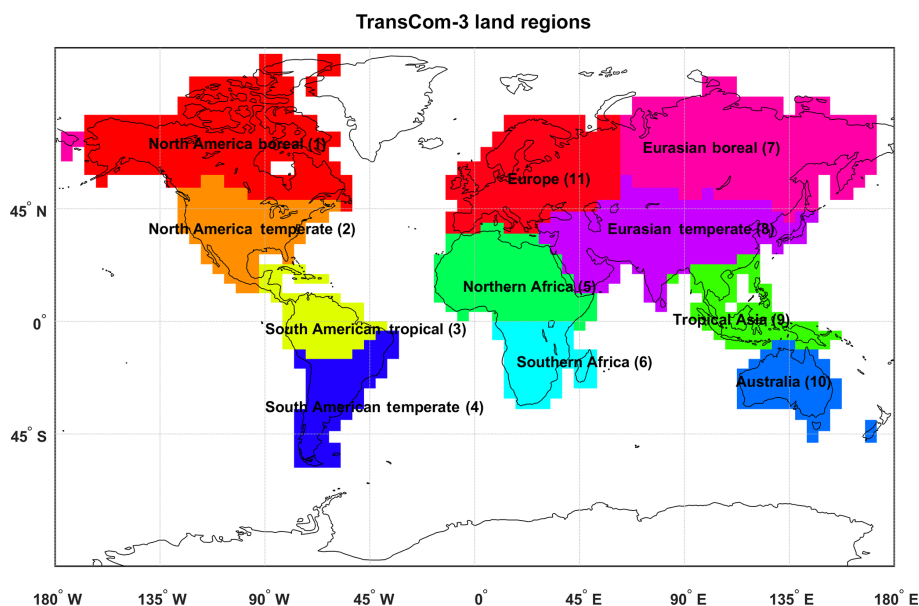 TransCom-3 land regions
North America boreal (1)
Eurasian boreal (7)
Europe (11)
45° N
North America temperate (2)
Eurasian temperate (8)
Northern Africa (5)
0°
South American tropical (3)
Tropical Asia (9)
Southern Africa (6)
Australia (10)
South American temperate (4)
45° S
180° W 135° W 90° W 45° W 0° 45° E 90° E 135° E 180° E